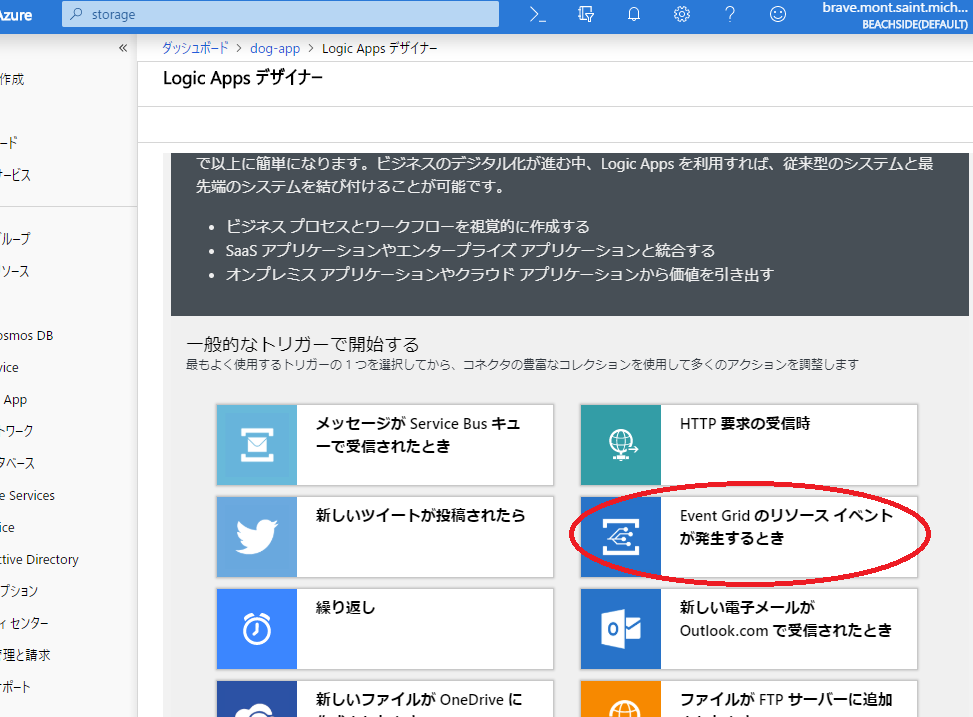 Azure
storage
brave.mont.saint.mich...
BEACHSIDE(DEFAULT)
«
ダッシュボード > dog-app > Logic Apps デザイナー
Logic Apps デザイナー
作成
ード
サービス
ループ
ソース
osmos DB
vice
App
トワーク
タベース
e Services
ice
ctive Directory
プション
ィ センター
管理と請求
ポート
で以上に簡単になります。ビジネスのデジタル化が進む中、Logic Apps を利用すれば、従来型のシステムと最
先端のシステムを結び付けることが可能です。
• ビジネス プロセスとワークフローを視覚的に作成する
• SaaS アプリケーションやエンタープライズ アプリケーションと統合する
• オンプレミス アプリケーションやクラウド アプリケーションから価値を引き出す
一般的なトリガーで開始する
最もよく使用するトリガーの 1 つを選択してから、コネクタの豊富なコレクションを使用して多くのアクションを調整します
メッセージが Service Bus キュ
ーで受信されたとき
HTTP 要求の受信時
新しいツイートが投稿されたら
Event Grid のリソース イベント
が発生するとき
繰り返し
新しい電子メールが
Outlook.com で受信されたとき
新しいファイルが OneDrive に
ファイルが FTP サーバーに追加